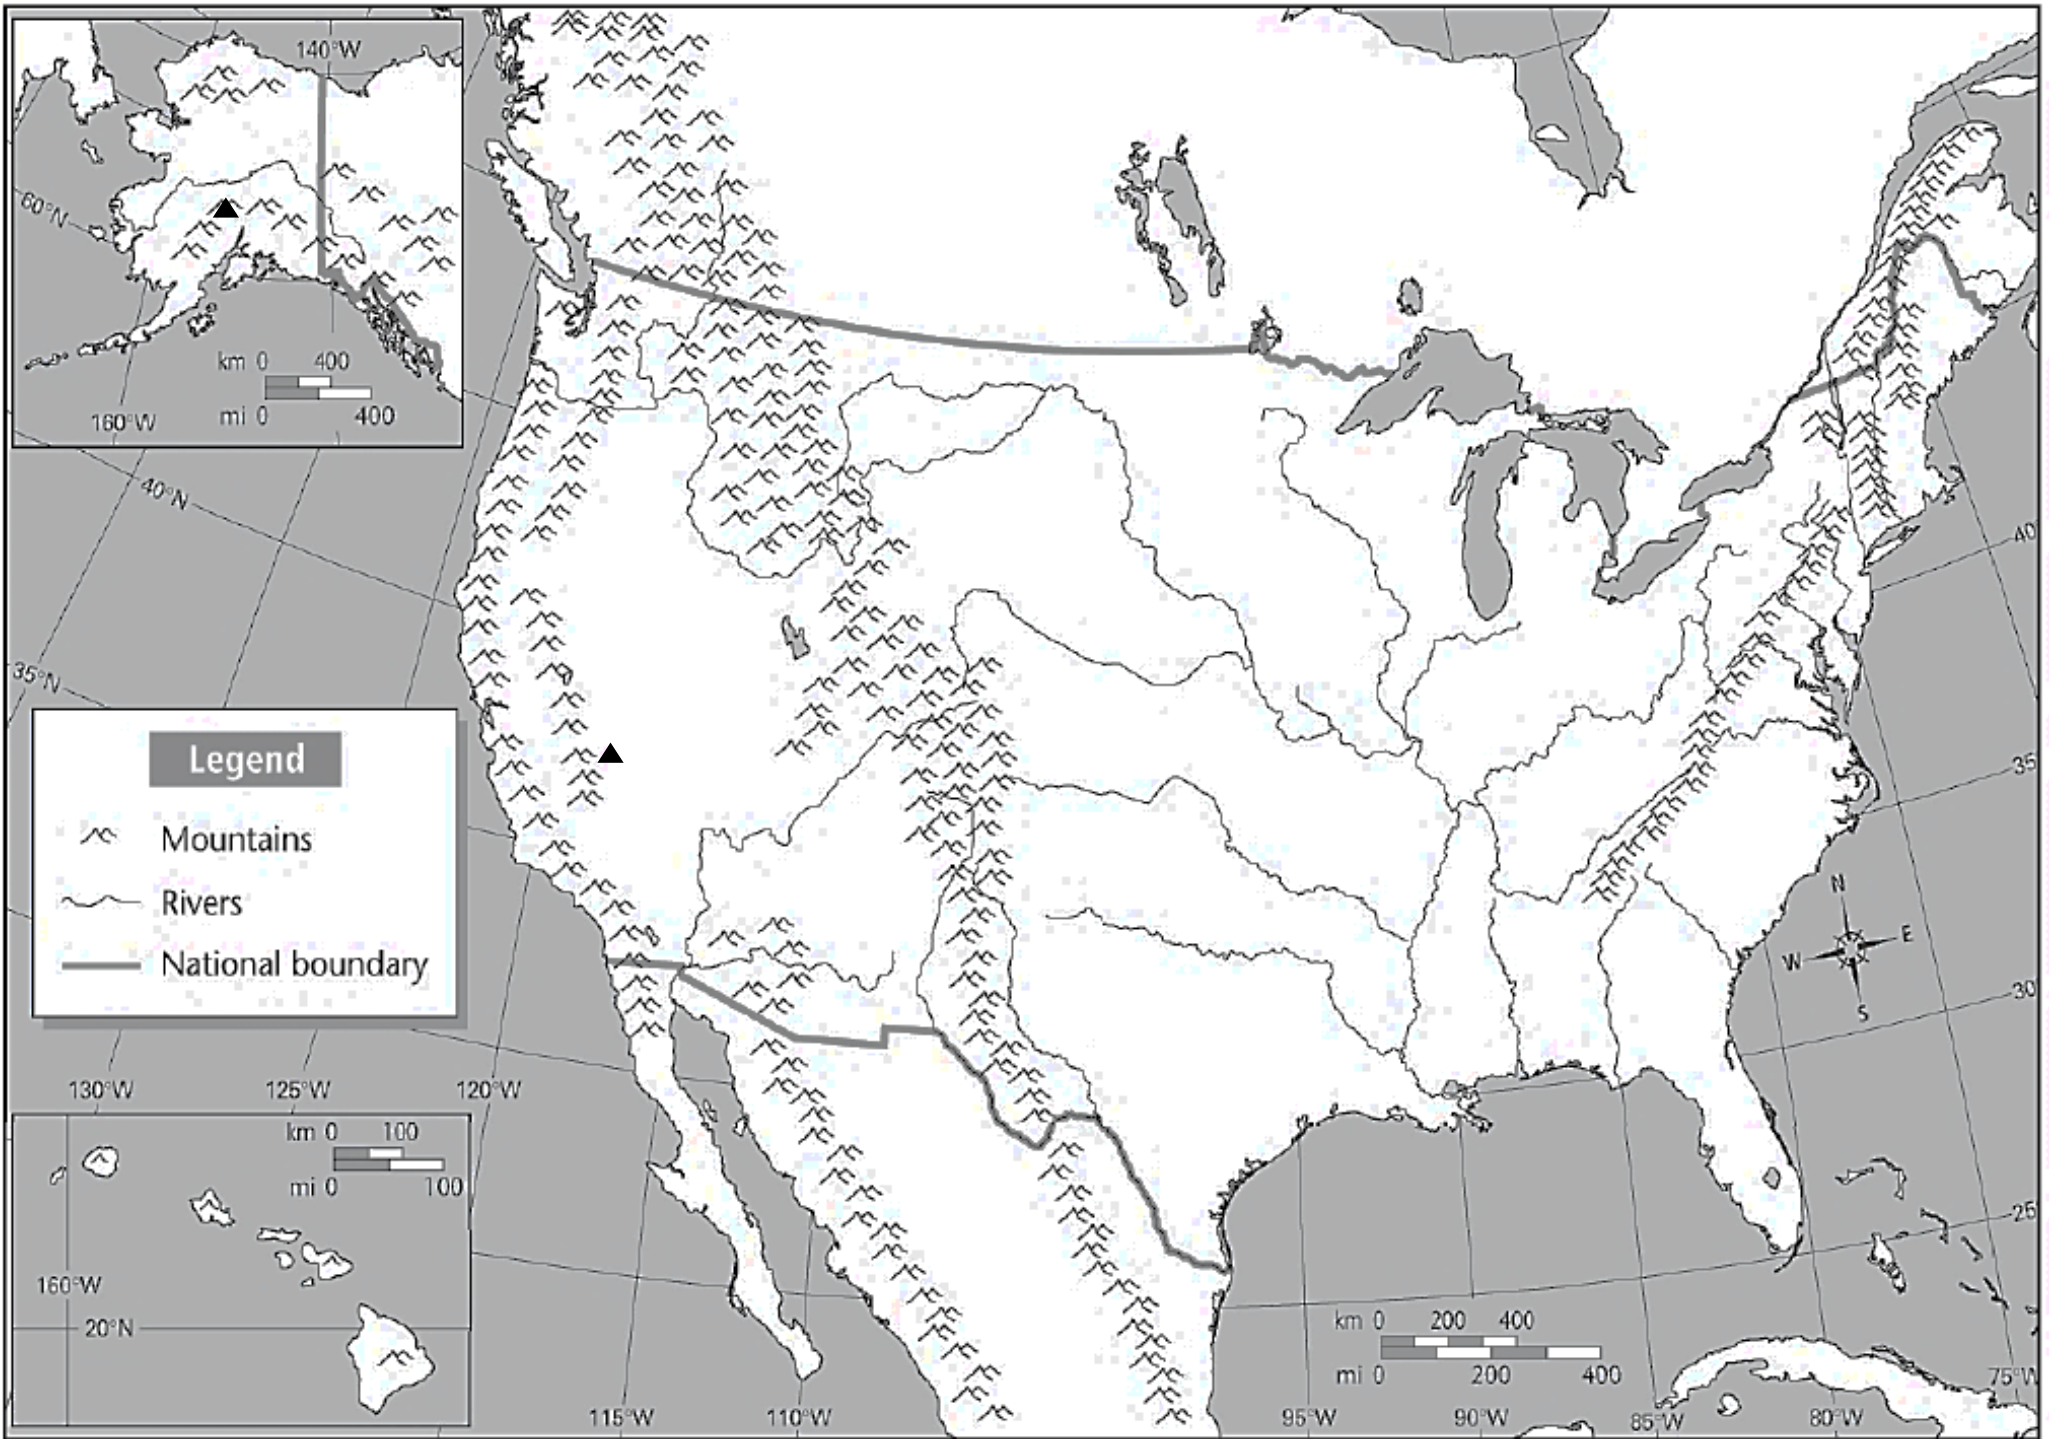 140°W
60°N
km 0 400
160°W
mi 0 400
40°N
40
35°N
Legend
Mountains
Rivers
National boundary
35
N
W E
S
30
130°W 125°W 120°W
km 0 100
mi 0 100
160°W
20°N
25
km 0 200 400
mi 0 200 400
75°W
115°W 110°W 95°W 90°W 85°W 80°W